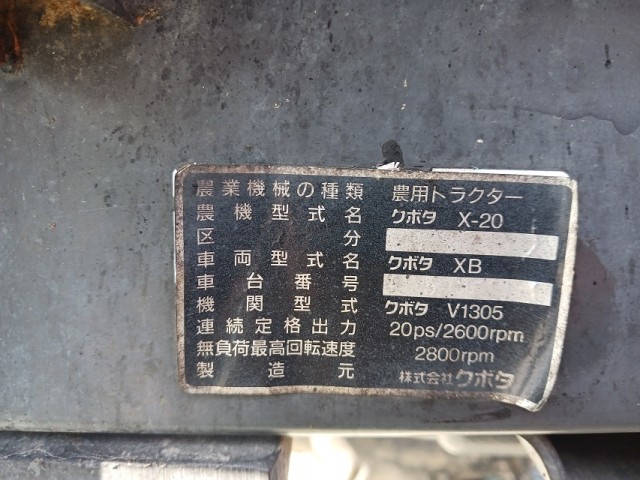 農業機械の種類 農用トラクター
農機型式名 クボタ X-20
区分
車両型式名 クボタ XB
車台番号
機関型式 クボタ V1305
連続定格出力 20ps/2600rpm
無負荷最高回転速度 2800rpm
製造元 株式会社クボタ